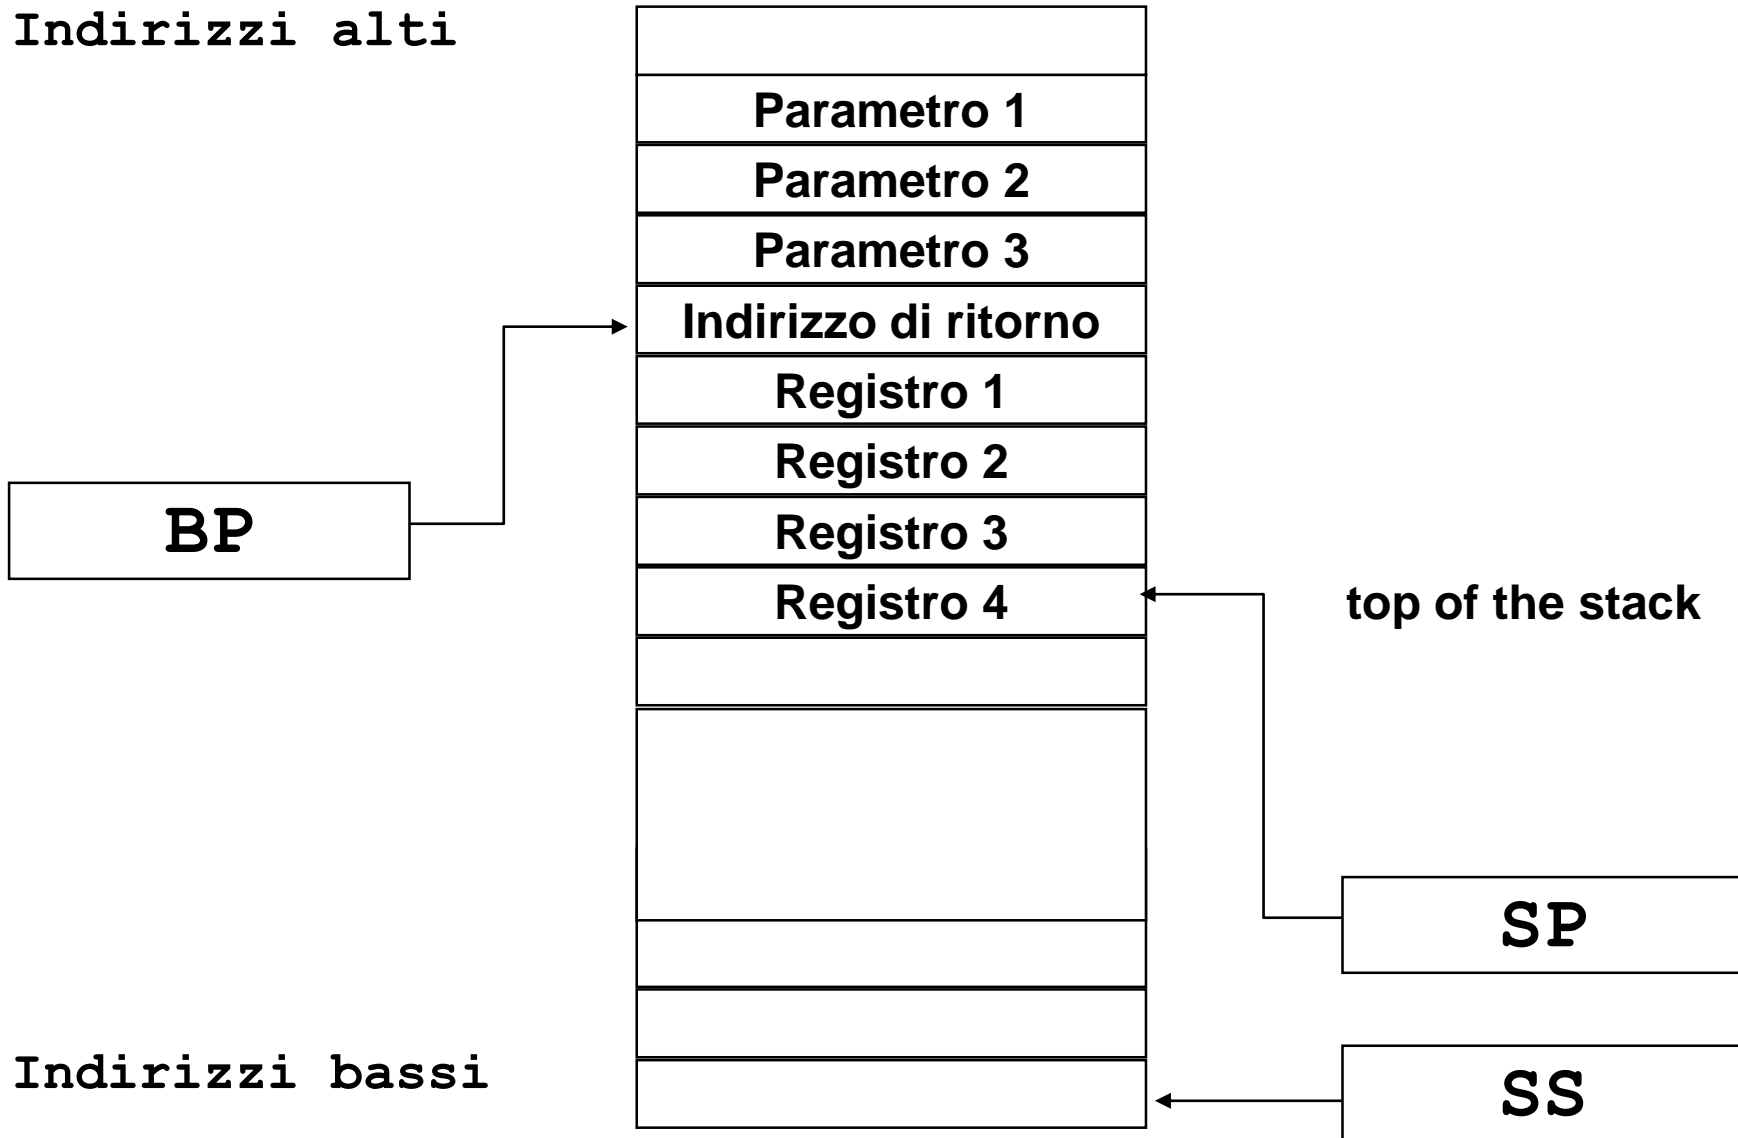 Indirizzi alti
Parametro 1
Parametro 2
Parametro 3
Indirizzo di ritorno
Registro 1
Registro 2
BP
Registro 3
Registro 4
top of the stack
SP
Indirizzi bassi
SS